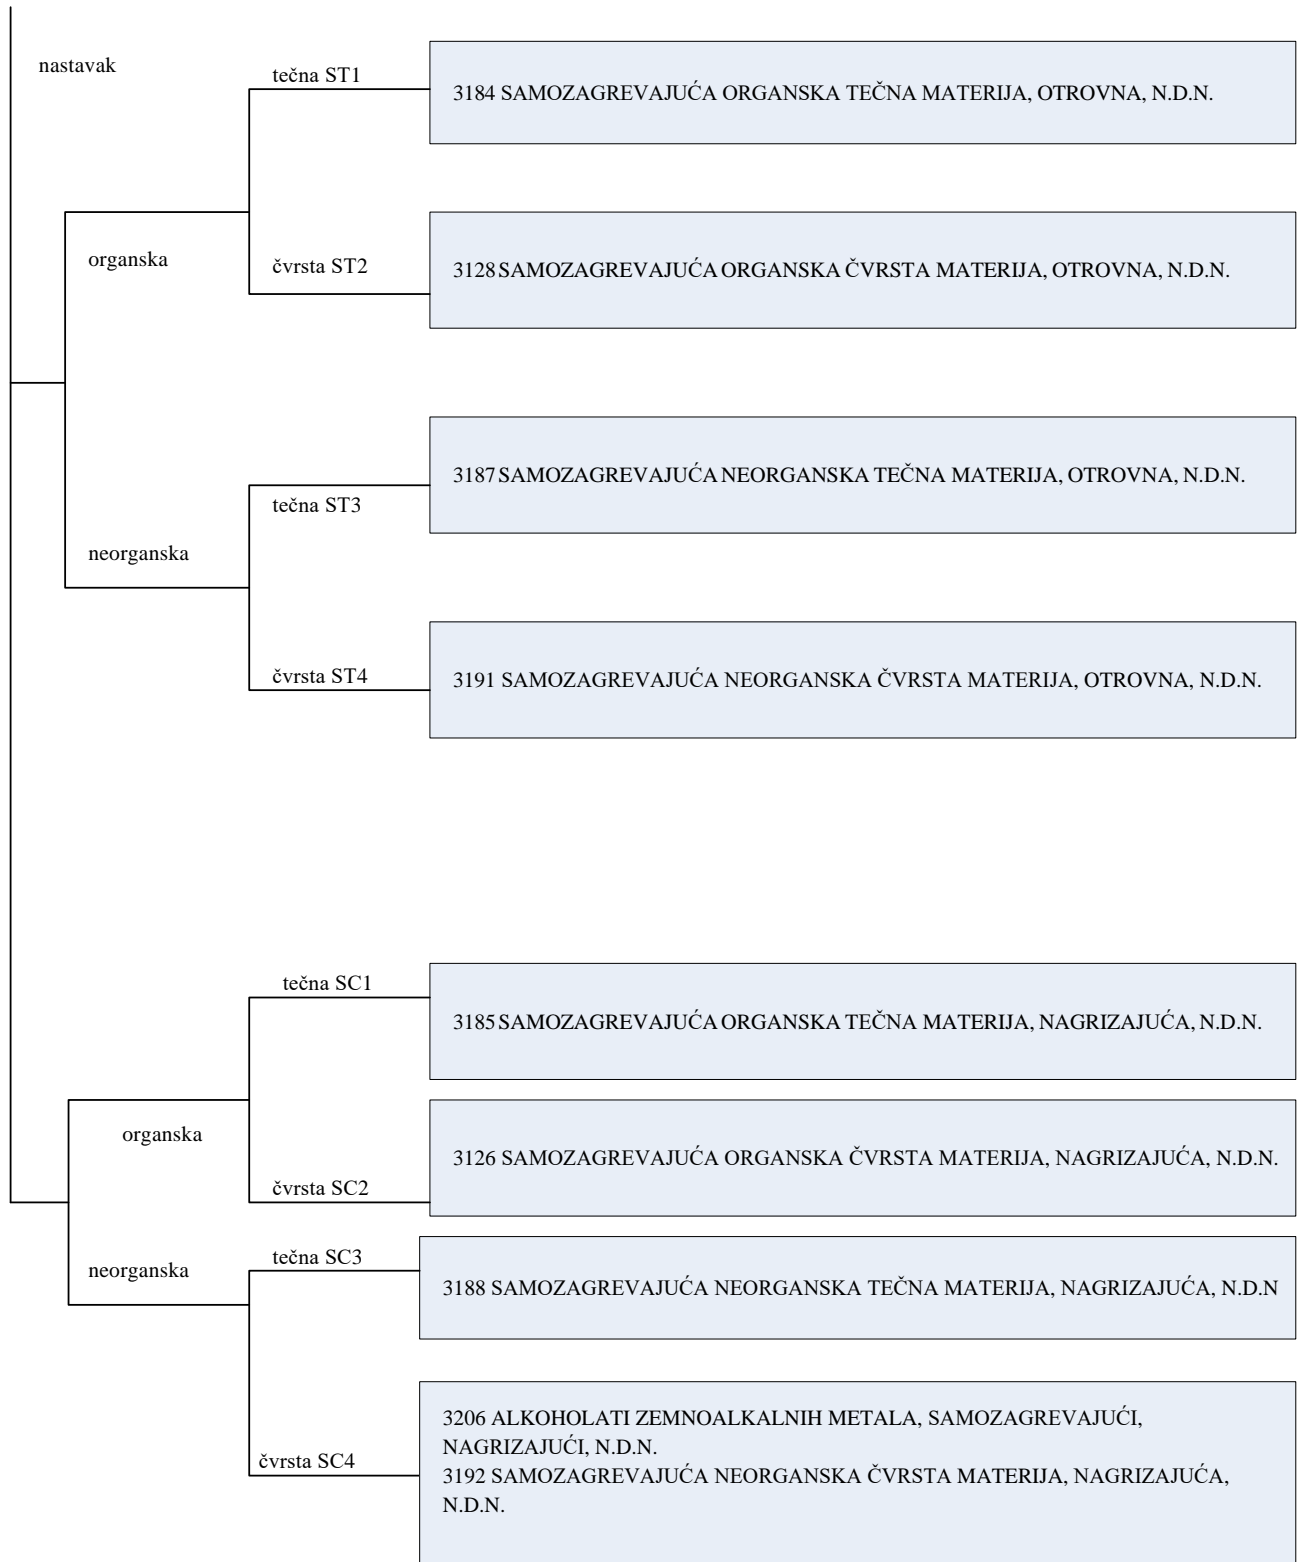 nastavak
tečna ST1
3184 SAMOZAGREVAJUĆA ORGANSKA TEČNA MATERIJA, OTROVNA, N.D.N.
organska
čvrsta ST2
3128 SAMOZAGREVAJUĆA ORGANSKA ČVRSTA MATERIJA, OTROVNA, N.D.N.
3187 SAMOZAGREVAJUĆA NEORGANSKA TEČNA MATERIJA, OTROVNA, N.D.N.
tečna ST3
neorganska
čvrsta ST4
3191 SAMOZAGREVAJUĆA NEORGANSKA ČVRSTA MATERIJA, OTROVNA, N.D.N.
tečna SC1
3185 SAMOZAGREVAJUĆA ORGANSKA TEČNA MATERIJA, NAGRIZAJUĆA, N.D.N.
organska
3126 SAMOZAGREVAJUĆA ORGANSKA ČVRSTA MATERIJA, NAGRIZAJUĆA, N.D.N.
čvrsta SC2
tečna SC3
neorganska
3188 SAMOZAGREVAJUĆA NEORGANSKA TEČNA MATERIJA, NAGRIZAJUĆA, N.D.N
3206 ALKOHOLATI ZEMNOALKALNIH METALA, SAMOZAGREVAJUĆI,
NAGRIZAJUĆI, N.D.N.
čvrsta SC4
3192 SAMOZAGREVAJUĆA NEORGANSKA ČVRSTA MATERIJA, NAGRIZAJUĆA,
N.D.N.